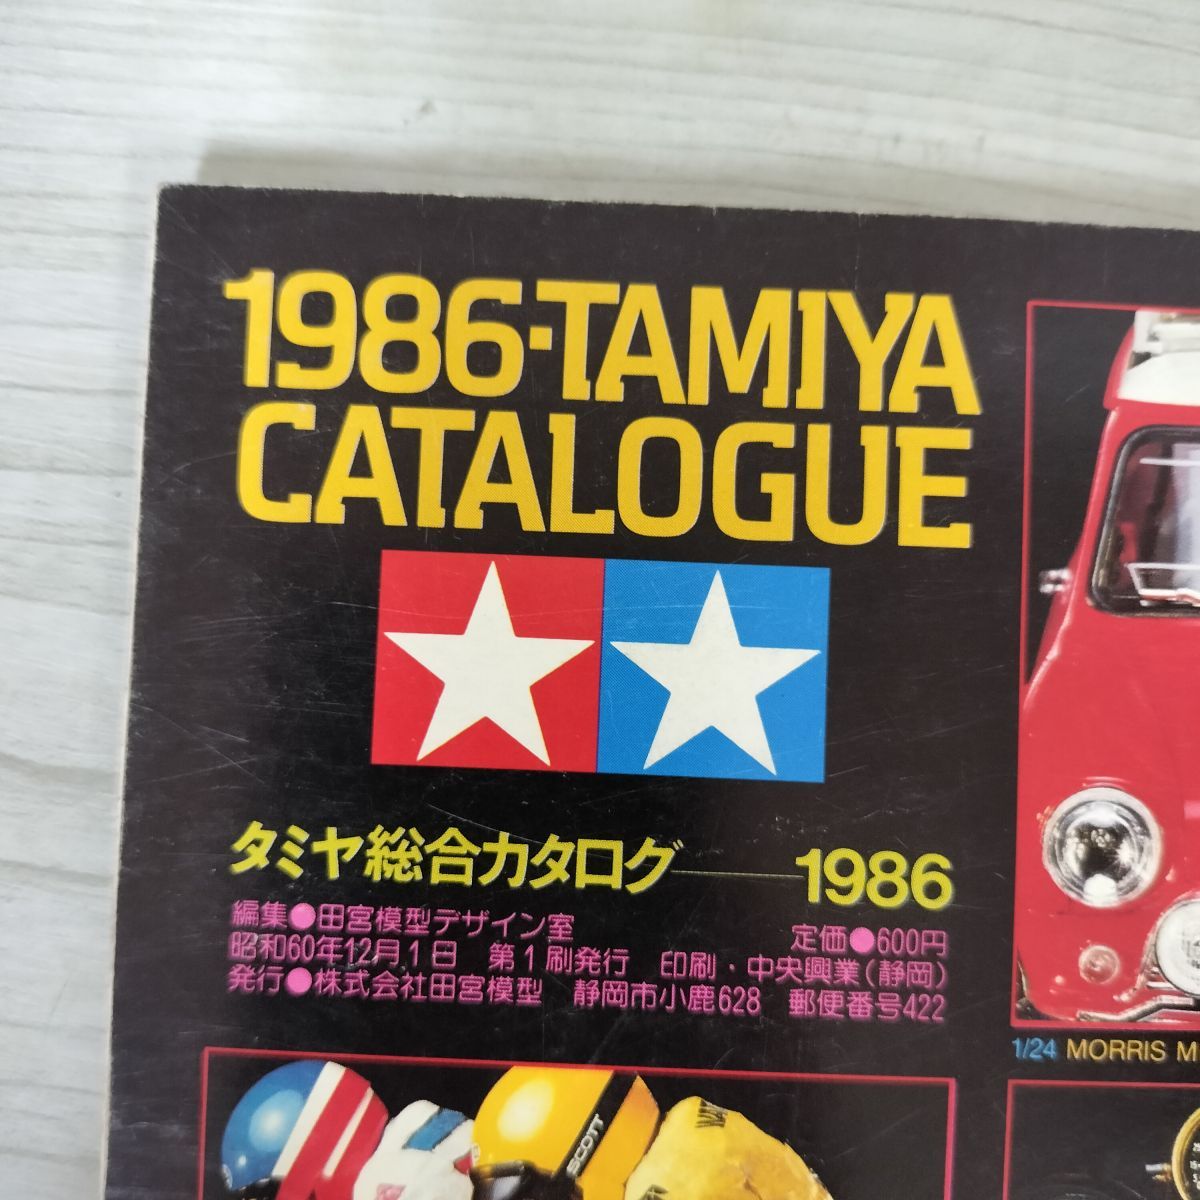 1986・TAMIYA
CATALOGUE
タミヤ総合カタログ——1986
編集●田宮模型デザイン室 定価●600円
昭和60年12月1日 第1刷発行 印刷・中央興業(静岡)
発行●株式会社田宮模型 静岡市小鹿628 郵便番号422
1/24 MORRIS M
SCOTT